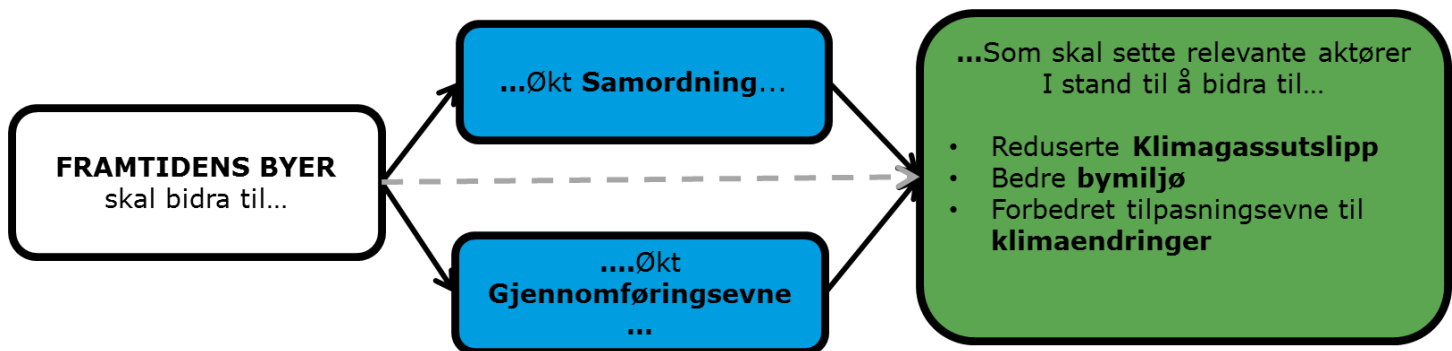 FRAMTIDENS BYER
skal bidra til…
...Økt Samordning…
....Økt
Gjennomføringsevne
...
...Som skal sette relevante aktører
I stand til å bidra til…
• Reduserte Klimagassutslipp
• Bedre bymiljø
• Forbedret tilpasningsevne til
klimaendringer